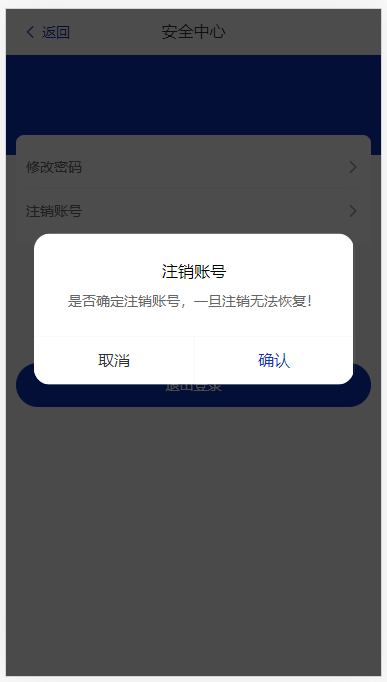 返回
安全中心
修改密码
注销账号
注销账号
是否确定注销账号，一旦注销无法恢复！
取消
确认
退出登录